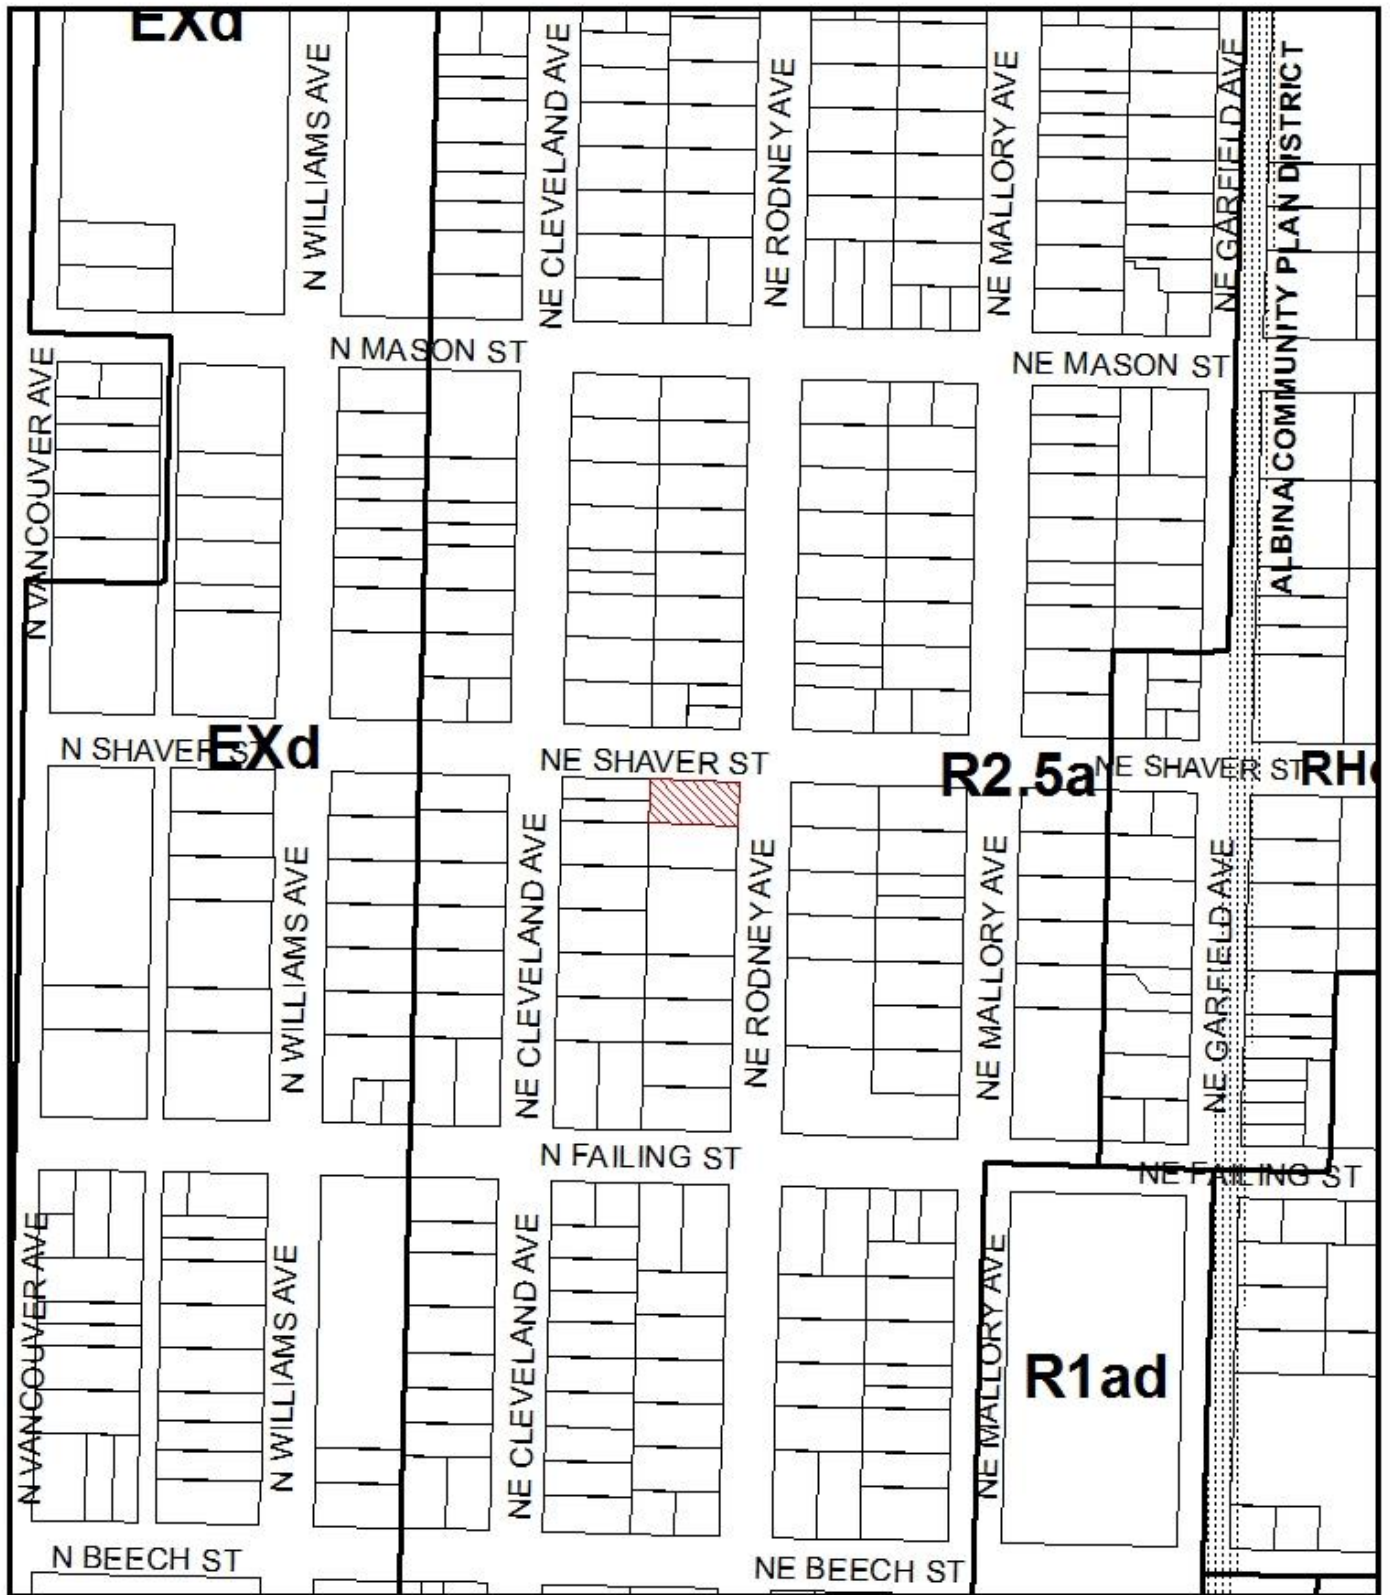 EXd
N WILLIAMS AVE
NE CLEVELAND AVE
NE RODNEY AVE
NE MALLORY AVE
NE GARFIELD AVE
ALBINA COMMUNITY PLAN DISTRICT
N MASON ST
NE MASON ST
N VANCOUVER AVE
N SHAVER ST
EXd
NE SHAVER ST
R2.5a
NE SHAVER ST
N WILLIAMS AVE
NE CLEVELAND AVE
NE RODNEY AVE
NE MALLORY AVE
NE GARFIELD AVE
N FAILING ST
NE FAILING ST
N VANCOUVER AVE
N WILLIAMS AVE
NE CLEVELAND AVE
NE MALLORY AVE
R1ad
N BEECH ST
NE BEECH ST